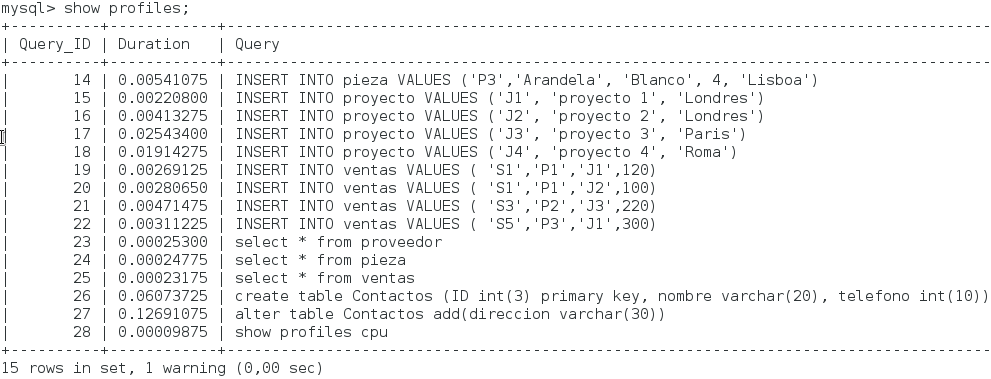 mysql> show profiles;
+----------+------------+---------------------------------------------------------------------------------------
| Query_ID | Duration   | Query
+----------+------------+---------------------------------------------------------------------------------------
|       14 | 0.00541075 | INSERT INTO pieza VALUES ('P3','Arandela', 'Blanco', 4, 'Lisboa')
|       15 | 0.00220800 | INSERT INTO proyecto VALUES ('J1', 'proyecto 1', 'Londres')
|       16 | 0.00413275 | INSERT INTO proyecto VALUES ('J2', 'proyecto 2', 'Londres')
|       17 | 0.02543400 | INSERT INTO proyecto VALUES ('J3', 'proyecto 3', 'Paris')
|       18 | 0.01914275 | INSERT INTO proyecto VALUES ('J4', 'proyecto 4', 'Roma')
|       19 | 0.00269125 | INSERT INTO ventas VALUES ( 'S1','P1','J1',120)
|       20 | 0.00280650 | INSERT INTO ventas VALUES ( 'S1','P1','J2',100)
|       21 | 0.00471475 | INSERT INTO ventas VALUES ( 'S3','P2','J3',220)
|       22 | 0.00311225 | INSERT INTO ventas VALUES ( 'S5','P3','J1',300)
|       23 | 0.00025300 | select * from proveedor
|       24 | 0.00024775 | select * from pieza
|       25 | 0.00023175 | select * from ventas
|       26 | 0.06073725 | create table Contactos (ID int(3) primary key, nombre varchar(20), telefono int(10))
|       27 | 0.12691075 | alter table Contactos add(direccion varchar(30))
|       28 | 0.00009875 | show profiles cpu
+----------+------------+---------------------------------------------------------------------------------------
15 rows in set, 1 warning (0,00 sec)